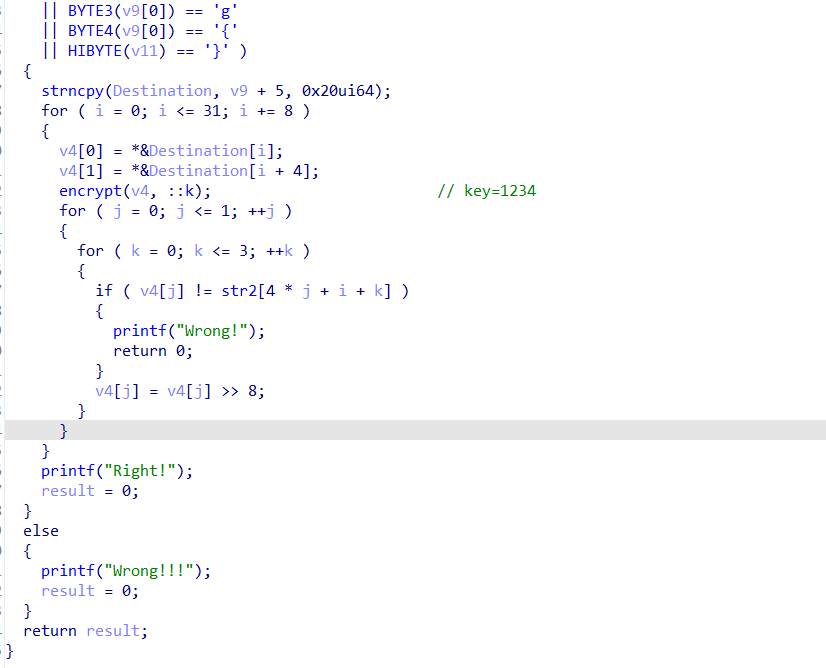 || BYTE3(v9[0]) == 'g'
|| BYTE4(v9[0]) == '{'
|| HIBYTE(v11) == '}' )
{
strncpy(Destination, v9 + 5, 0x20ui64);
for ( i = 0; i <= 31; i += 8 )
{
v4[0] = *&Destination[i];
v4[1] = *&Destination[i + 4];
encrypt(v4, ::k); // key=1234
for ( j = 0; j <= 1; ++j )
{
for ( k = 0; k <= 3; ++k )
{
if ( v4[j] != str2[4 * j + i + k] )
{
printf("Wrong!");
return 0;
}
v4[j] = v4[j] >> 8;
}
}
}
printf("Right!");
result = 0;
}
else
{
printf("Wrong!!!");
result = 0;
}
return result;
}